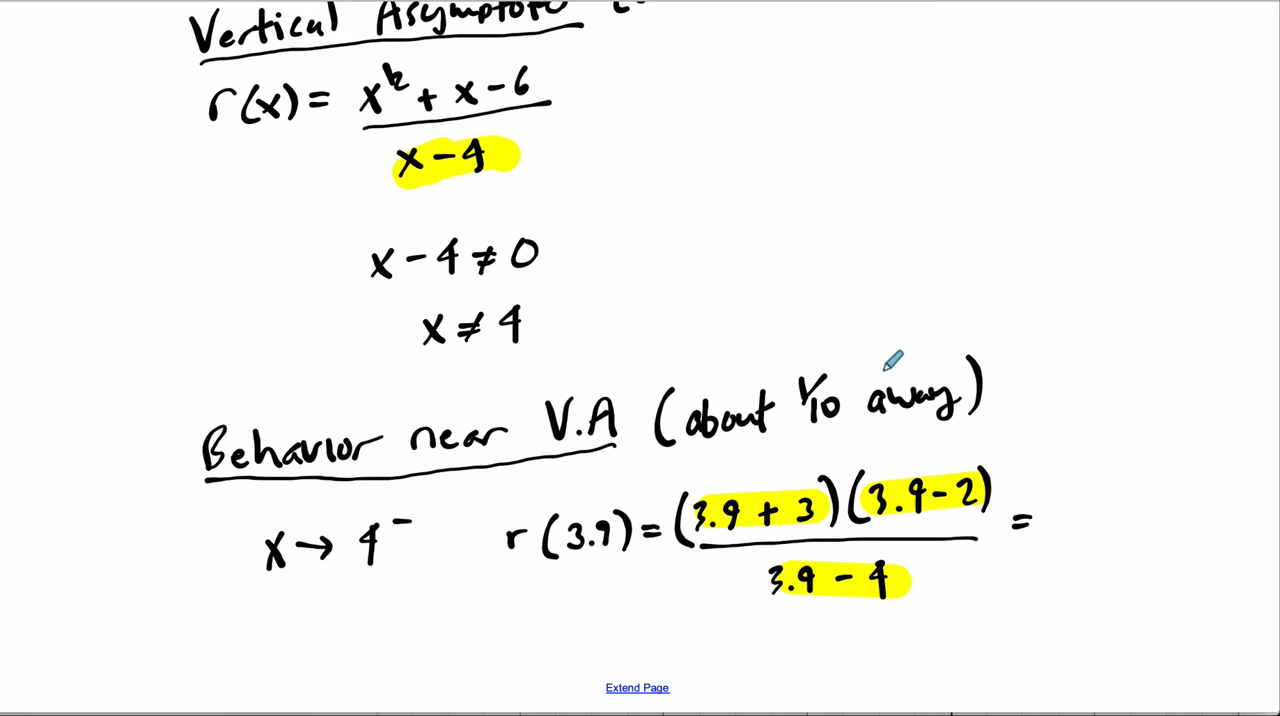 Vertical Asymptote
r(x) = x² + x - 6
x - 4
x - 4 ≠ 0
x ≠ 4
Behavior near V.A (about 1/10 away)
x → 4⁻ r(3.9) = (3.9 + 3)(3.9 - 2) =
3.9 - 4
Extend Page